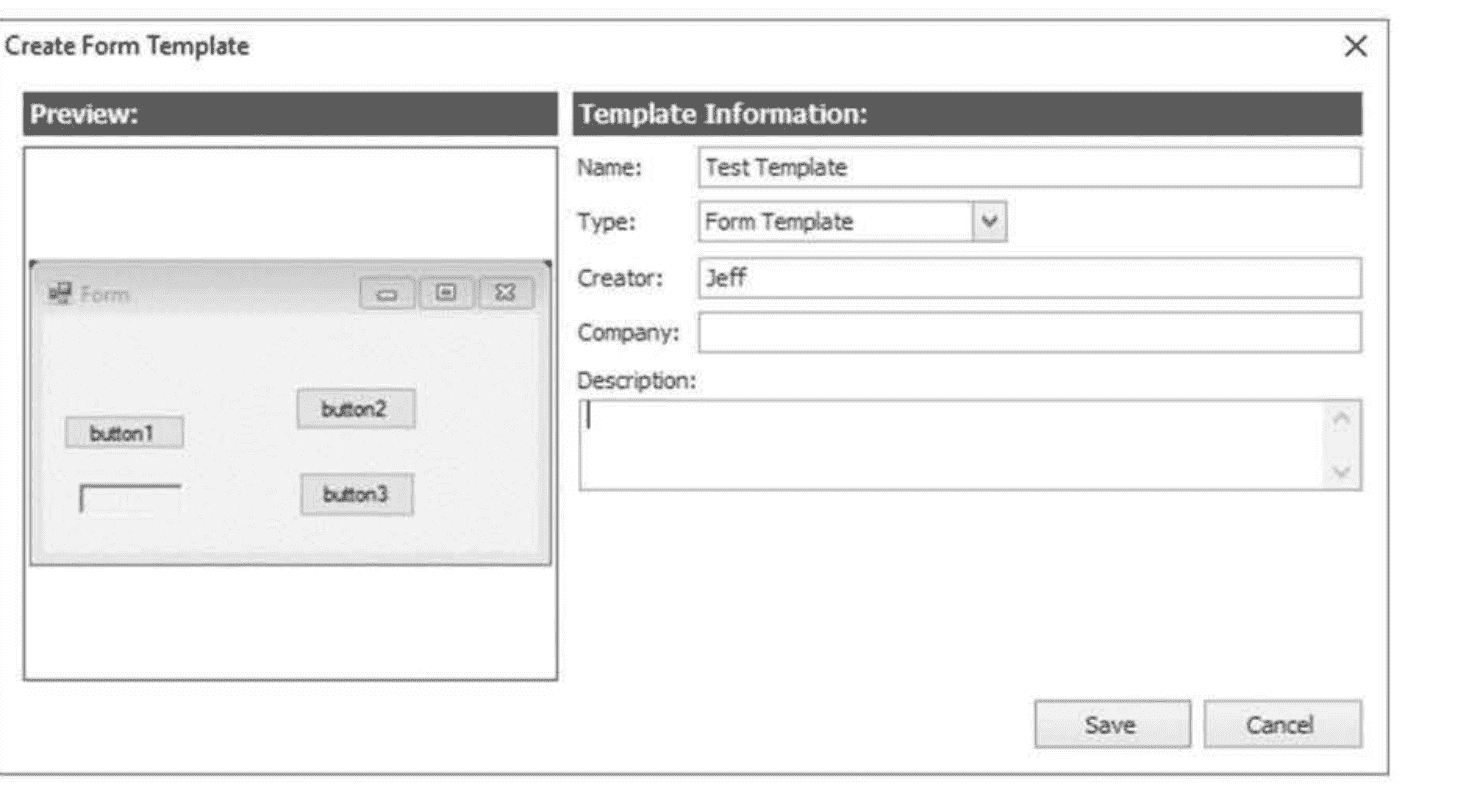 Create Form Template
Preview:
Form
button1
button2
button3
Template Information:
Name: Test Template
Type: Form Template
Creator: Jeff
Company:
Description:
Save Cancel